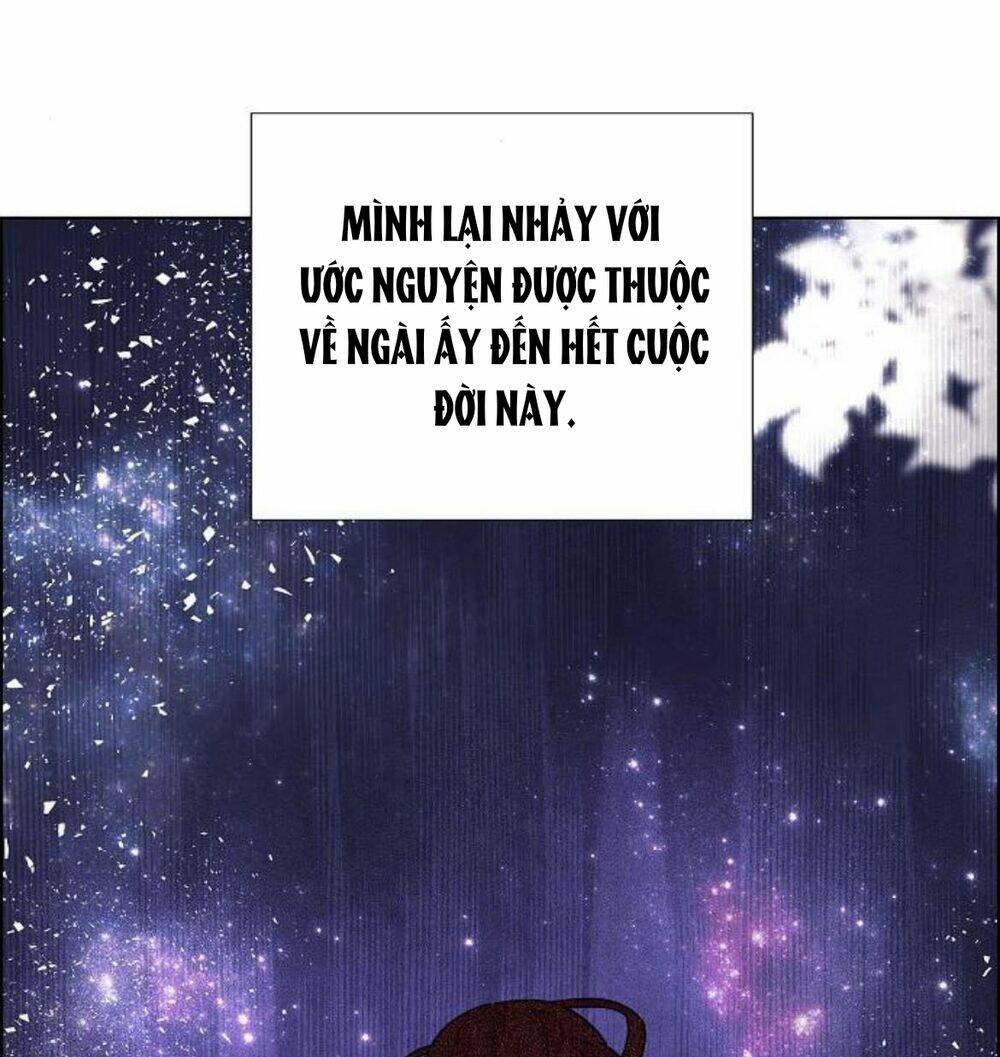 MÌNH LẠI NHẢY VỚI
ƯỚC NGUYỆN ĐƯỢC THUỘC
VỀ NGÀI ẤY ĐẾN HẾT CUỘC
ĐỜI NÀY.